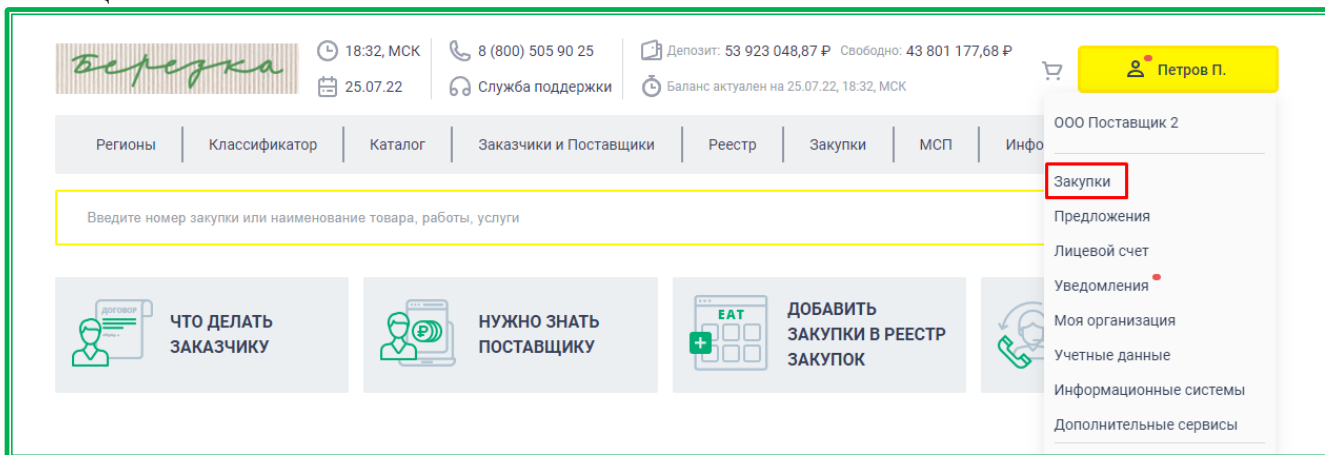 Березка
18:32, МСК
8 (800) 505 90 25
Депозит: 53 923 048,87 ₽ Свободно: 43 801 177,68 ₽
Петров П.
25.07.22
Служба поддержки
Баланс актуален на 25.07.22, 18:32, МСК
ООО Поставщик 2
Регионы
Классификатор
Каталог
Заказчики и Поставщики
Реестр
Закупки
МСП
Инфо
Закупки
Введите номер закупки или наименование товара, работы, услуги
Предложения
Лицевой счет
Уведомления
Моя организация
Учетные данные
Информационные системы
Дополнительные сервисы
ДОГОВОР
ЧТО ДЕЛАТЬ
ЗАКАЗЧИКУ
НУЖНО ЗНАТЬ
ПОСТАВЩИКУ
ЕАТ
ДОБАВИТЬ
ЗАКУПКИ В РЕЕСТР
ЗАКУПОК